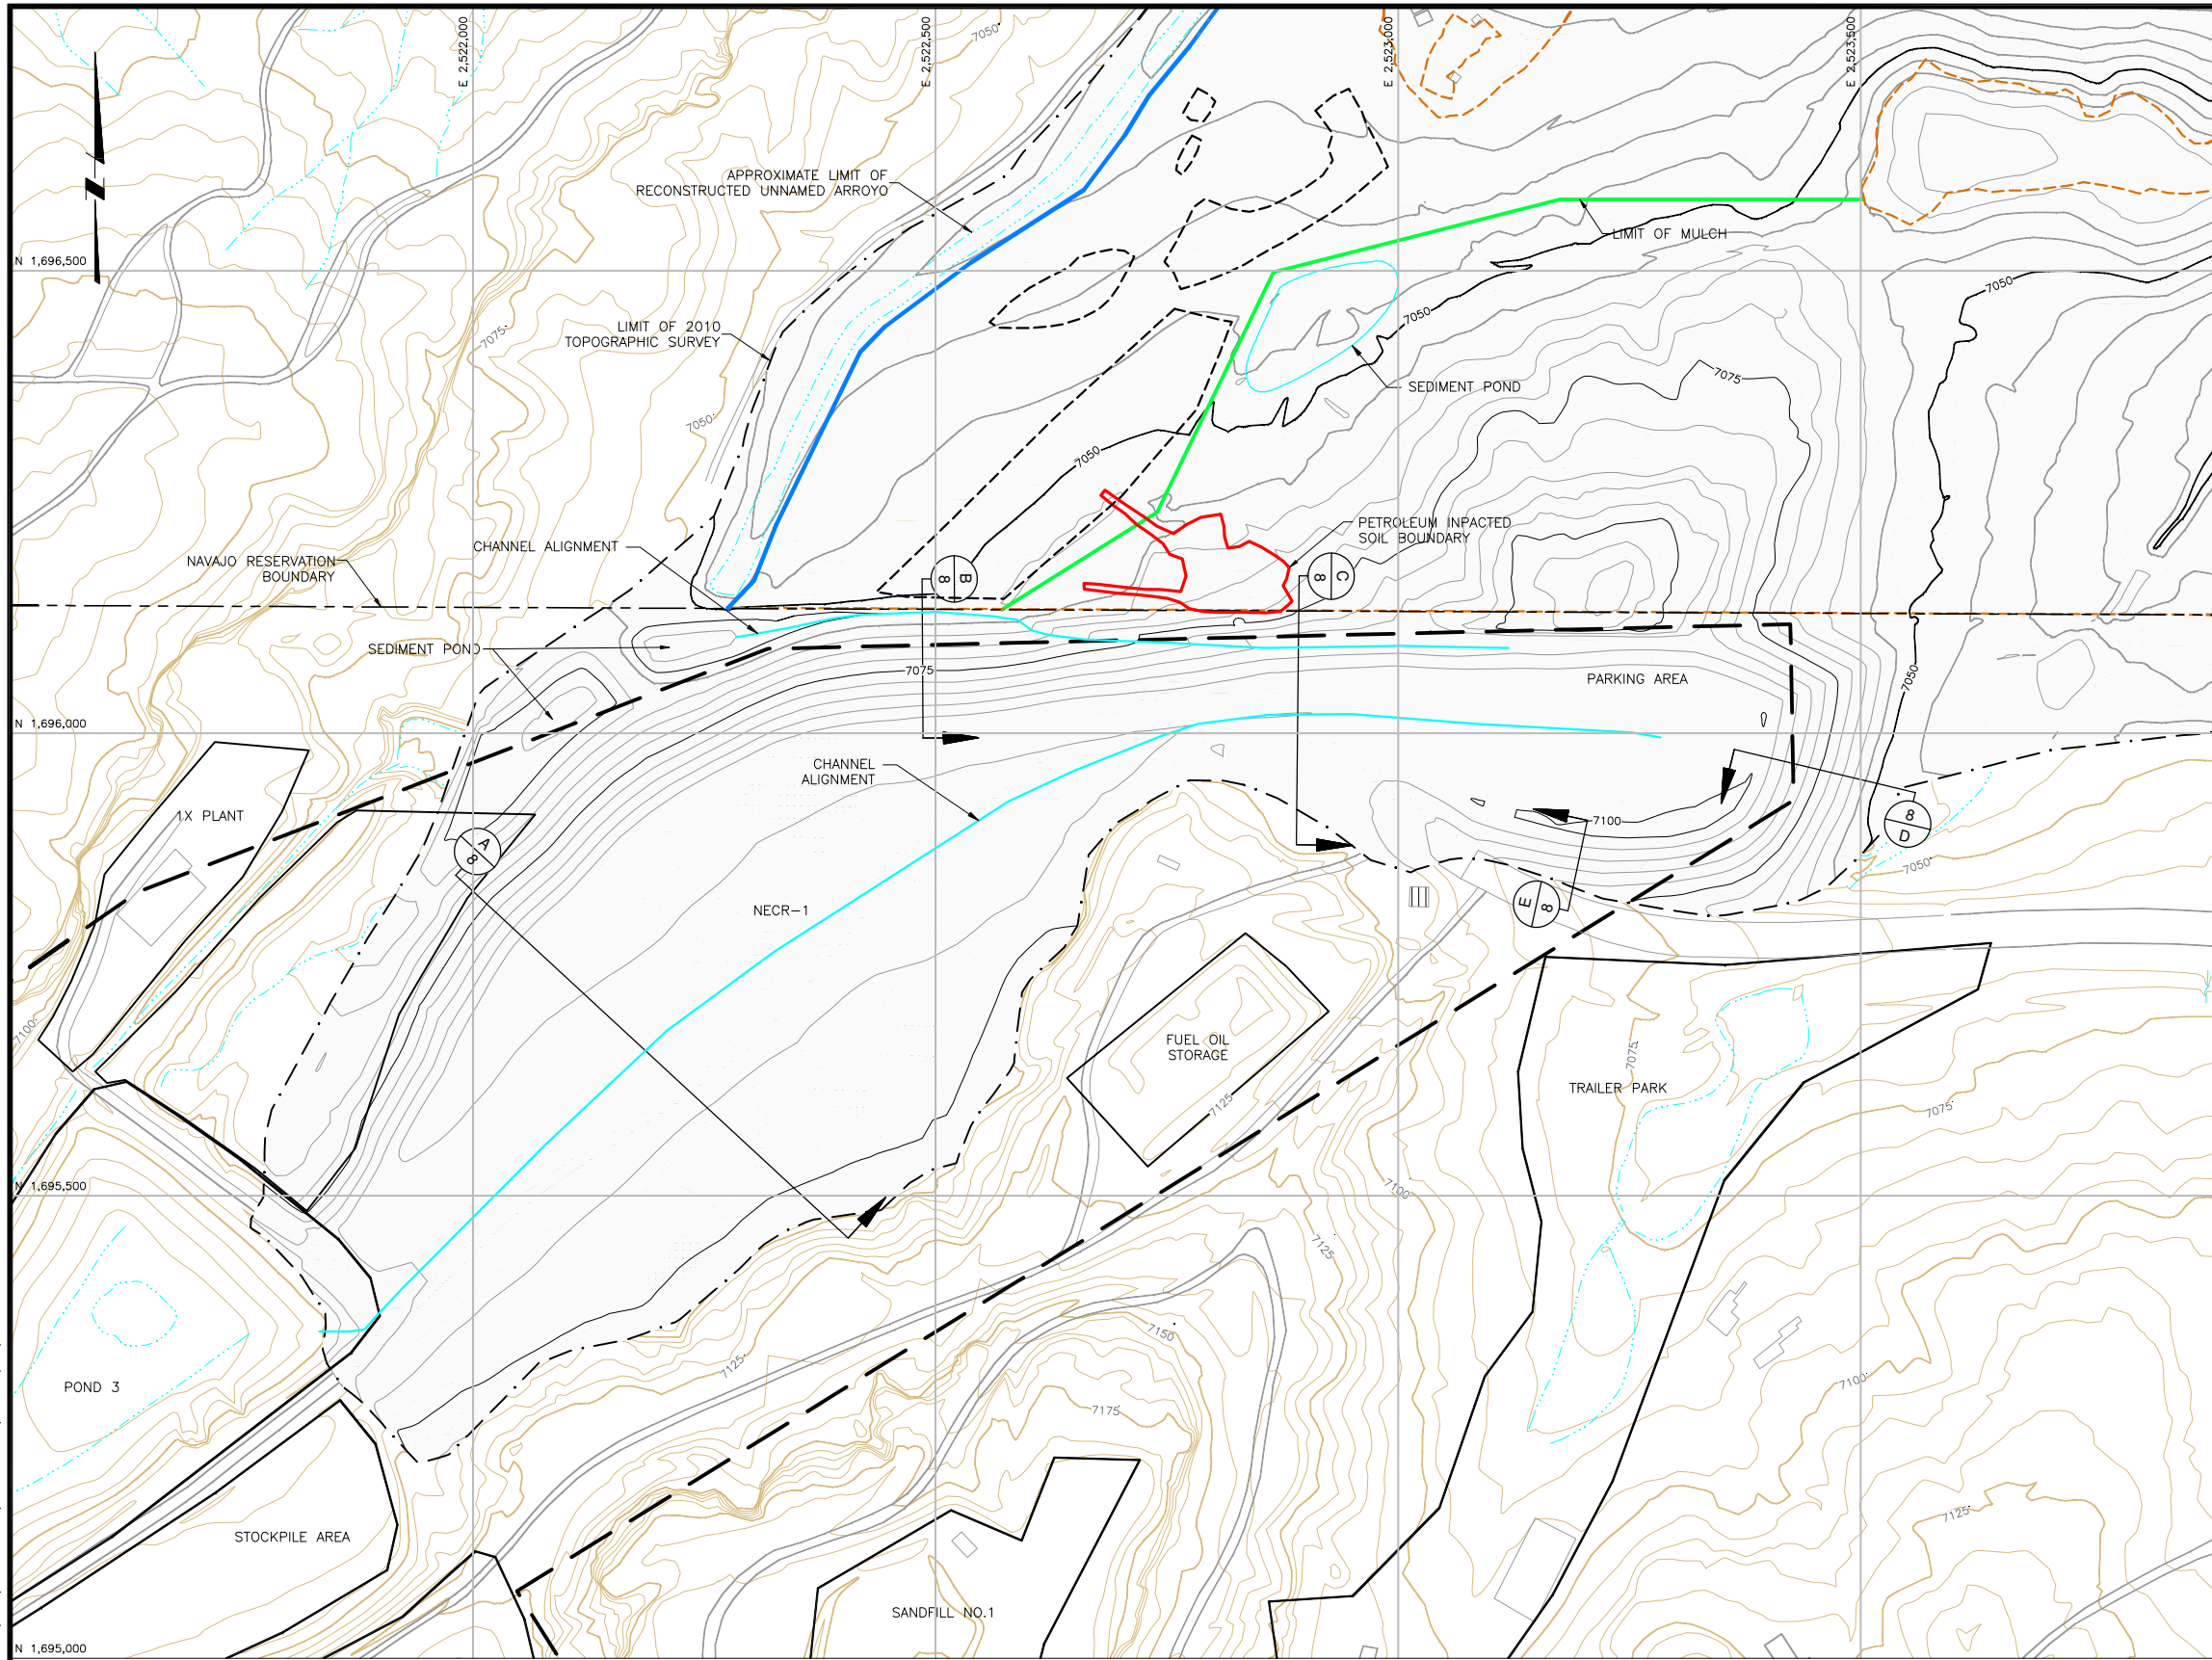 E 2,522,000
E 2,522,500
E 2,523,000
E 2,523,500
7050
N
APPROXIMATE LIMIT OF
RECONSTRUCTED UNNAMED ARROYO
LIMIT OF MULCH
N 1,696,500
7050
7050
7075
LIMIT OF 2010
TOPOGRAPHIC SURVEY
7075
SEDIMENT POND
7050
7050
PETROLEUM INPACTED
SOIL BOUNDARY
CHANNEL ALIGNMENT
NAVAJO RESERVATION
BOUNDARY
B
8
C
8
SEDIMENT POND
7075
PARKING AREA
7050
N 1,696,000
CHANNEL
ALIGNMENT
1X PLANT
7100
8
D
A
8
7050
E
8
NECR-1
7100
FUEL OIL
STORAGE
7075
TRAILER PARK
7125
7075
N 1,695,500
7100
7125
7150
7125
POND 3
7100
7175
7125
STOCKPILE AREA
SANDFILL NO.1
N 1,695,000